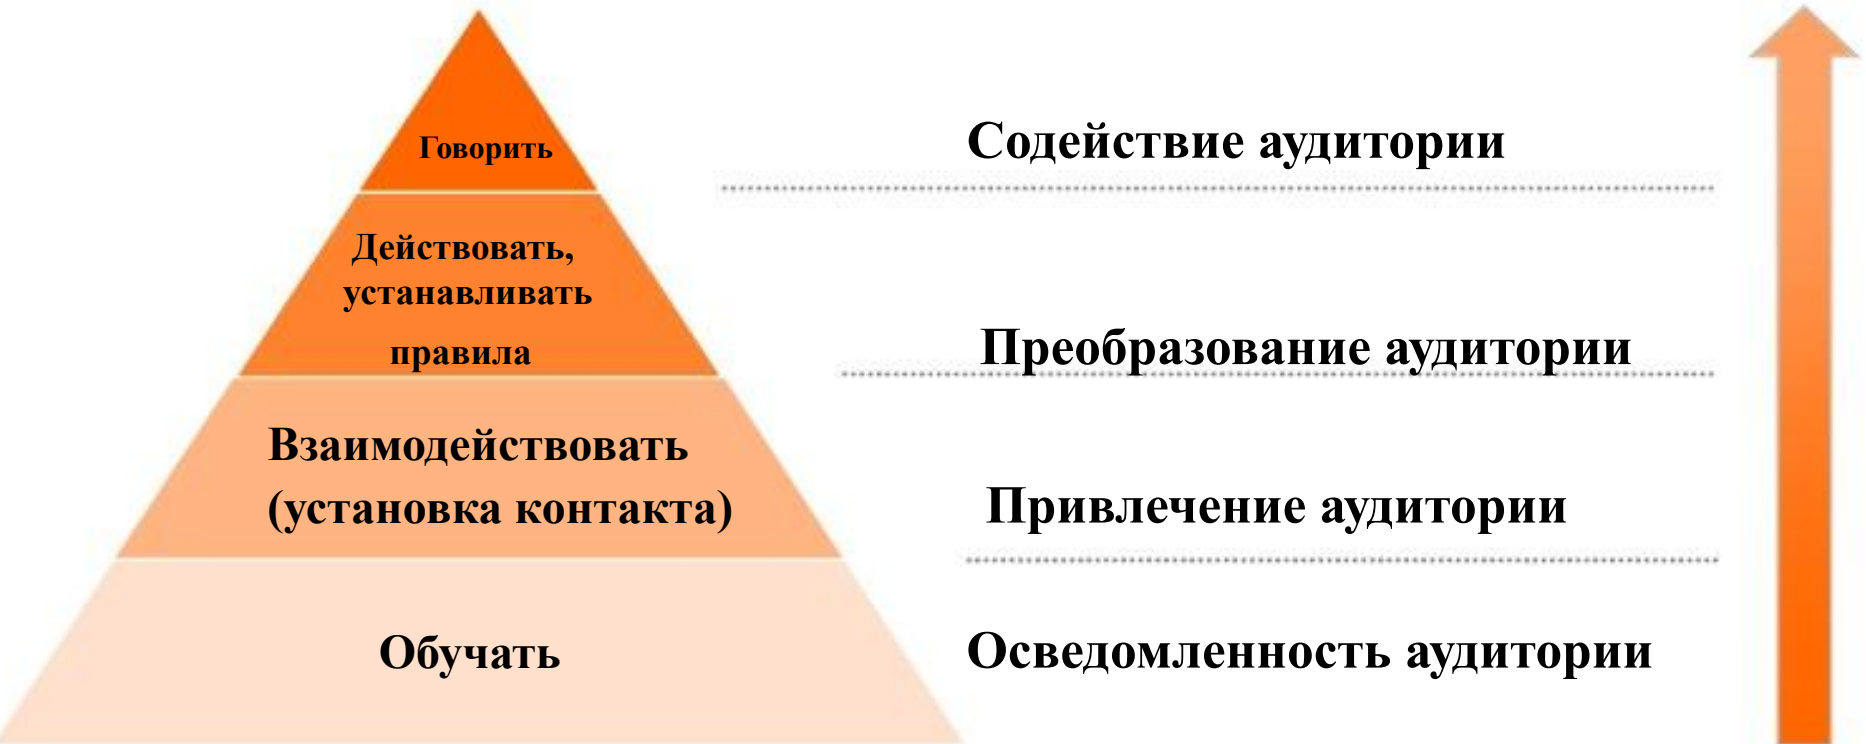 Говорить
Содействие аудитории
Действовать,
устанавливать
правила
Преобразование аудитории
Взаимодействовать
(установка контакта)
Привлечение аудитории
Обучать
Осведомленность аудитории